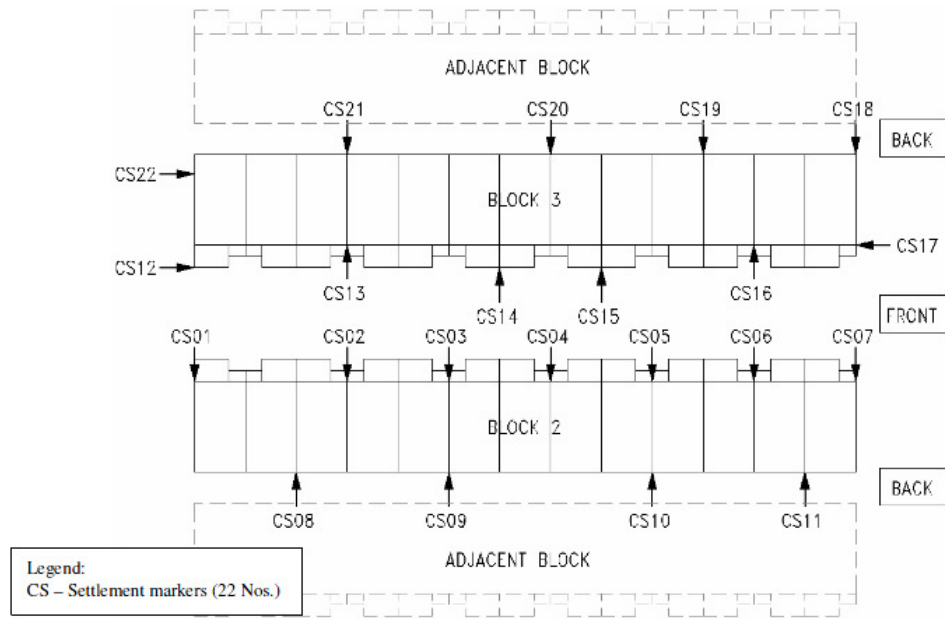 ADJACENT BLOCK
CS21 CS20 CS19 CS18
BACK
CS22
BLOCK 3
CS17
CS12
CS13 CS14 CS15 CS16
FRONT
CS01 CS02 CS03 CS04 CS05 CS06 CS07
BLOCK 2
BACK
CS08 CS09 CS10 CS11
ADJACENT BLOCK
Legend:
CS – Settlement markers (22 Nos.)